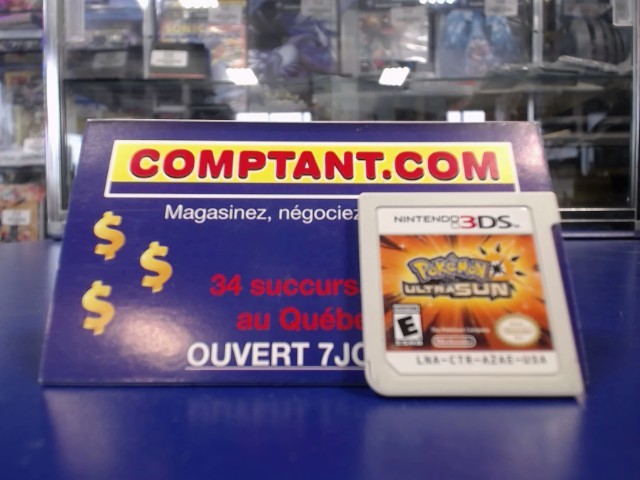 COMPTANT.COM
Magasinez, négociez
34 succurs
au Québe
OUVERT 7JO
NINTENDO 3DS
Pokémon
ULTRA SUN
E
Nintendo
LNA-CTR-A2AE-USA